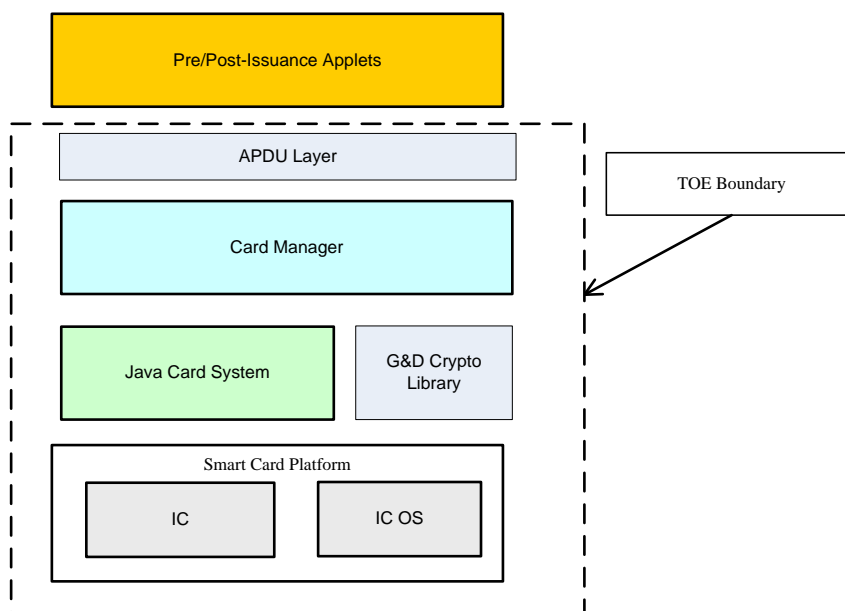 Pre/Post-Issuance Applets
APDU Layer
TOE Boundary
Card Manager
Java Card System
G&D Crypto
Library
Smart Card Platform
IC
IC OS